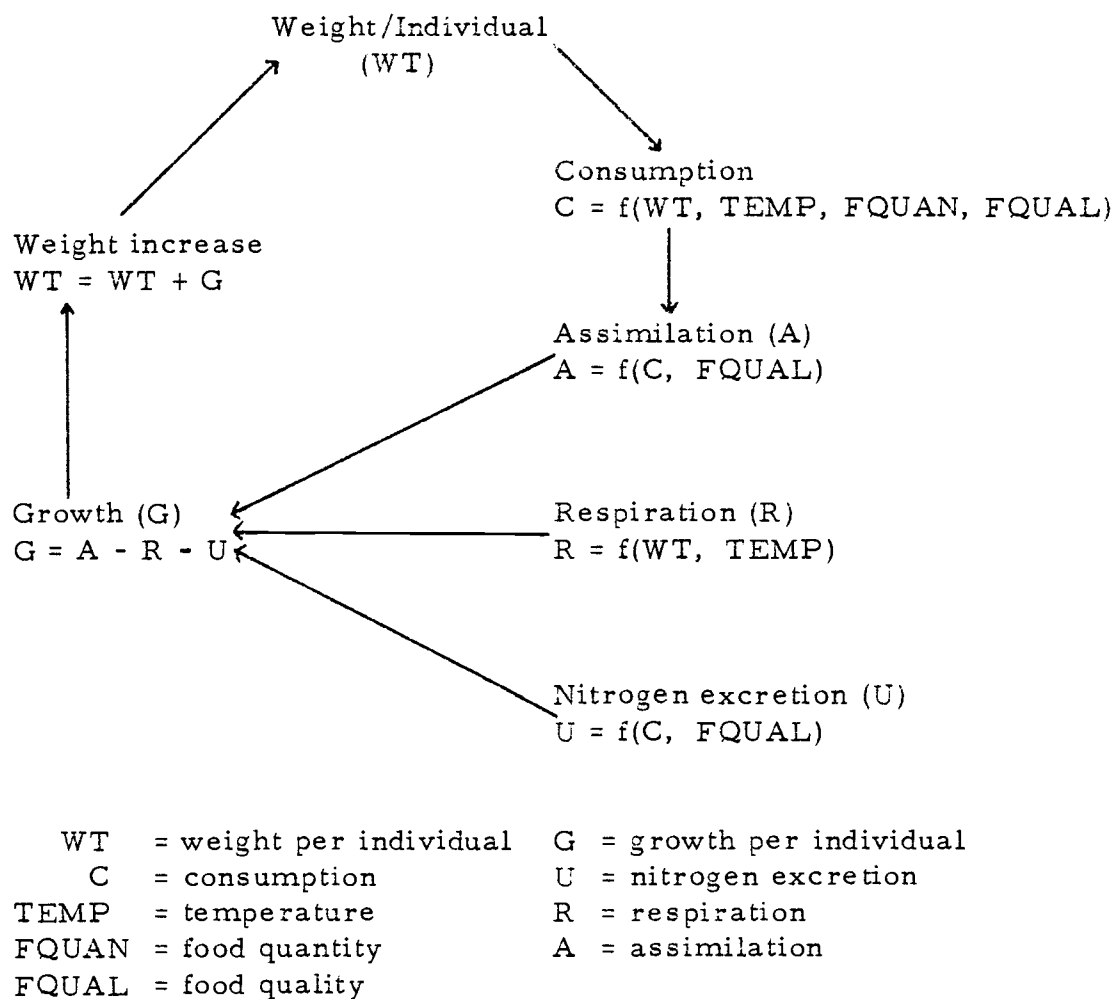 Weight/Individual
(WT)
Consumption
C = f(WT, TEMP, FQUAN, FQUAL)
Weight increase
WT = WT + G
Assimilation (A)
A = f(C, FQUAL)
Growth (G)
G = A - R - U
Respiration (R)
R = f(WT, TEMP)
Nitrogen excretion (U)
U = f(C, FQUAL)
WT = weight per individual G = growth per individual
C = consumption U = nitrogen excretion
TEMP = temperature R = respiration
FQUAN = food quantity A = assimilation
FQUAL = food quality